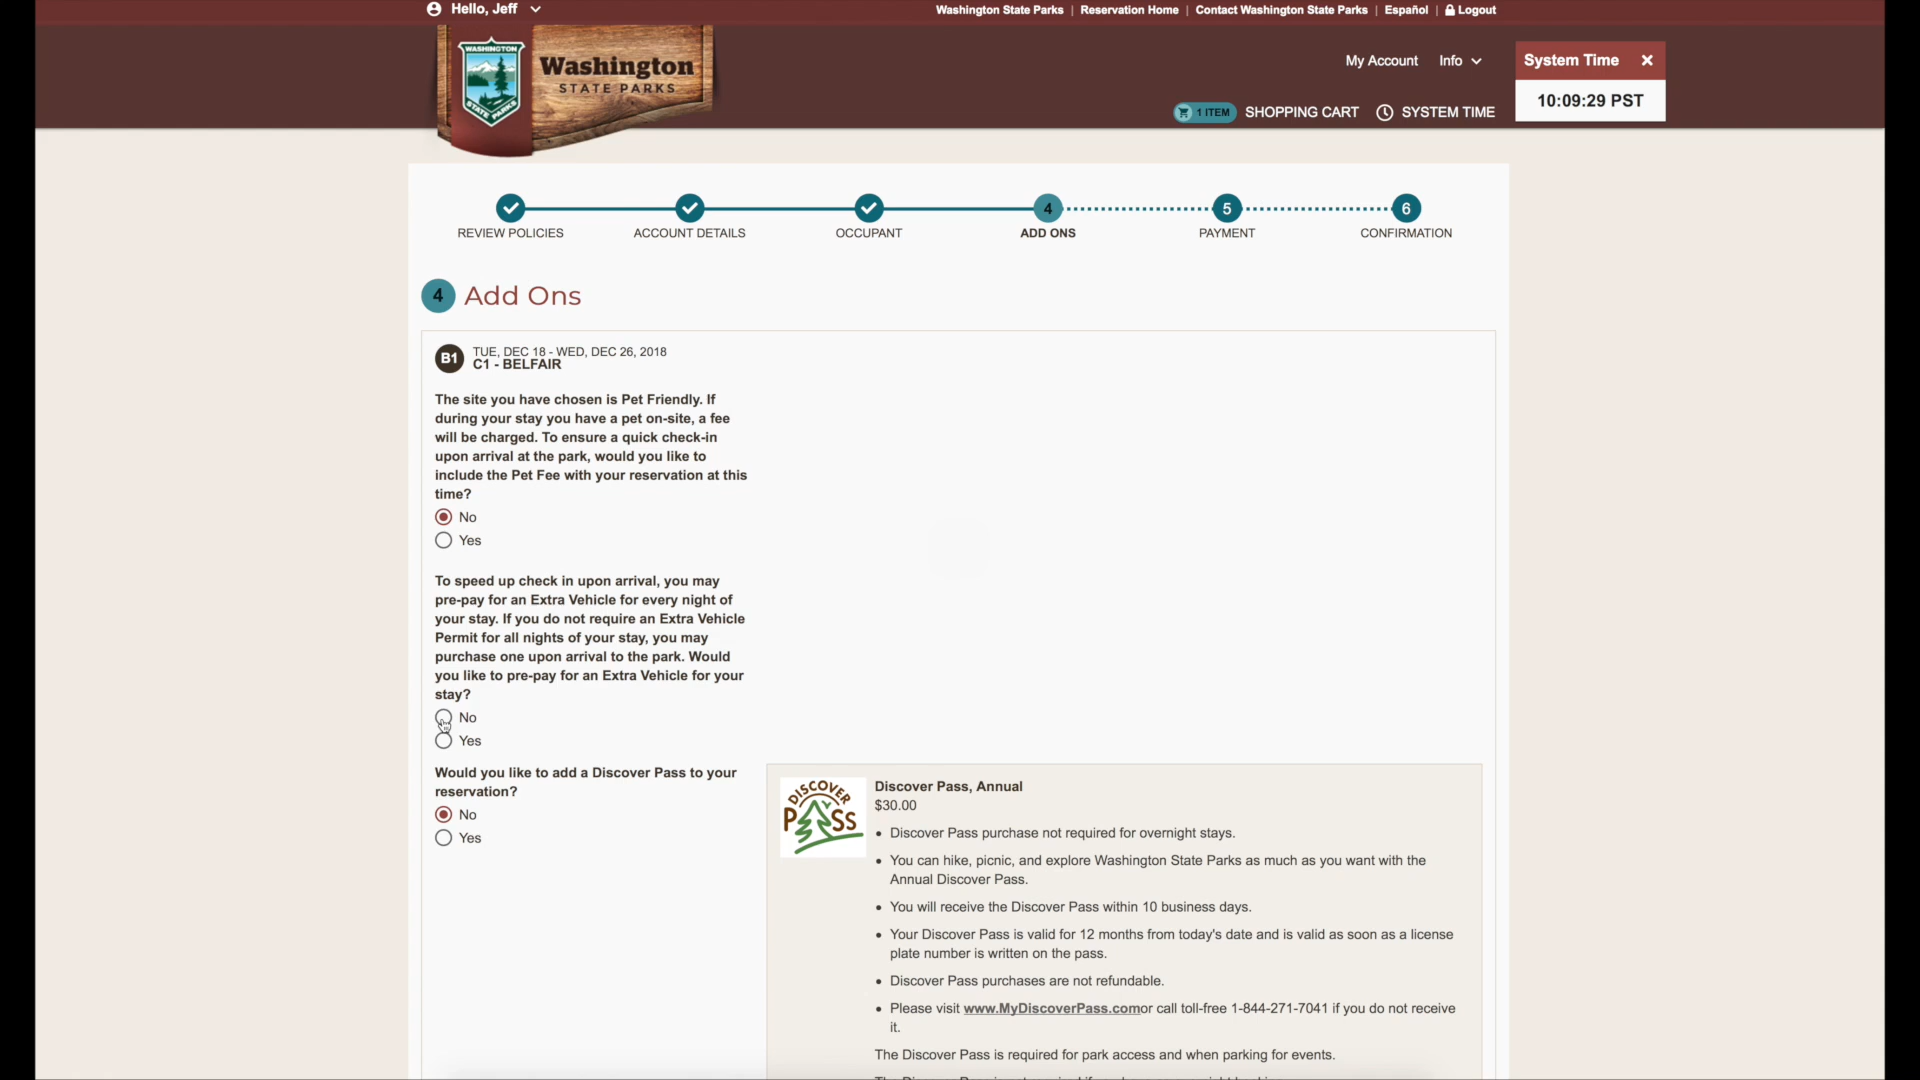 Hello, Jeff
Washington State Parks | Reservation Home | Contact Washington State Parks | Español | Logout
WASHINGTON
STATE PARKS
Washington
STATE PARKS
My Account Info
System Time
10:09:29 PST
1 ITEM SHOPPING CART SYSTEM TIME
4 5 6
REVIEW POLICIES ACCOUNT DETAILS OCCUPANT ADD ONS PAYMENT CONFIRMATION
4 Add Ons
B1 TUE, DEC 18 - WED, DEC 26, 2018
C1 - BELFAIR
The site you have chosen is Pet Friendly. If
during your stay you have a pet on-site, a fee
will be charged. To ensure a quick check-in
upon arrival at the park, would you like to
include the Pet Fee with your reservation at this
time?
No
Yes
To speed up check in upon arrival, you may
pre-pay for an Extra Vehicle for every night of
your stay. If you do not require an Extra Vehicle
Permit for all nights of your stay, you may
purchase one upon arrival to the park. Would
you like to pre-pay for an Extra Vehicle for your
stay?
No
Yes
Would you like to add a Discover Pass to your
reservation?
No
Yes
DISCOVER
PASS
Discover Pass, Annual
$30.00
• Discover Pass purchase not required for overnight stays.
• You can hike, picnic, and explore Washington State Parks as much as you want with the
Annual Discover Pass.
• You will receive the Discover Pass within 10 business days.
• Your Discover Pass is valid for 12 months from today's date and is valid as soon as a license
plate number is written on the pass.
• Discover Pass purchases are not refundable.
• Please visit www.MyDiscoverPass.comor call toll-free 1-844-271-7041 if you do not receive
it.
The Discover Pass is required for park access and when parking for events.